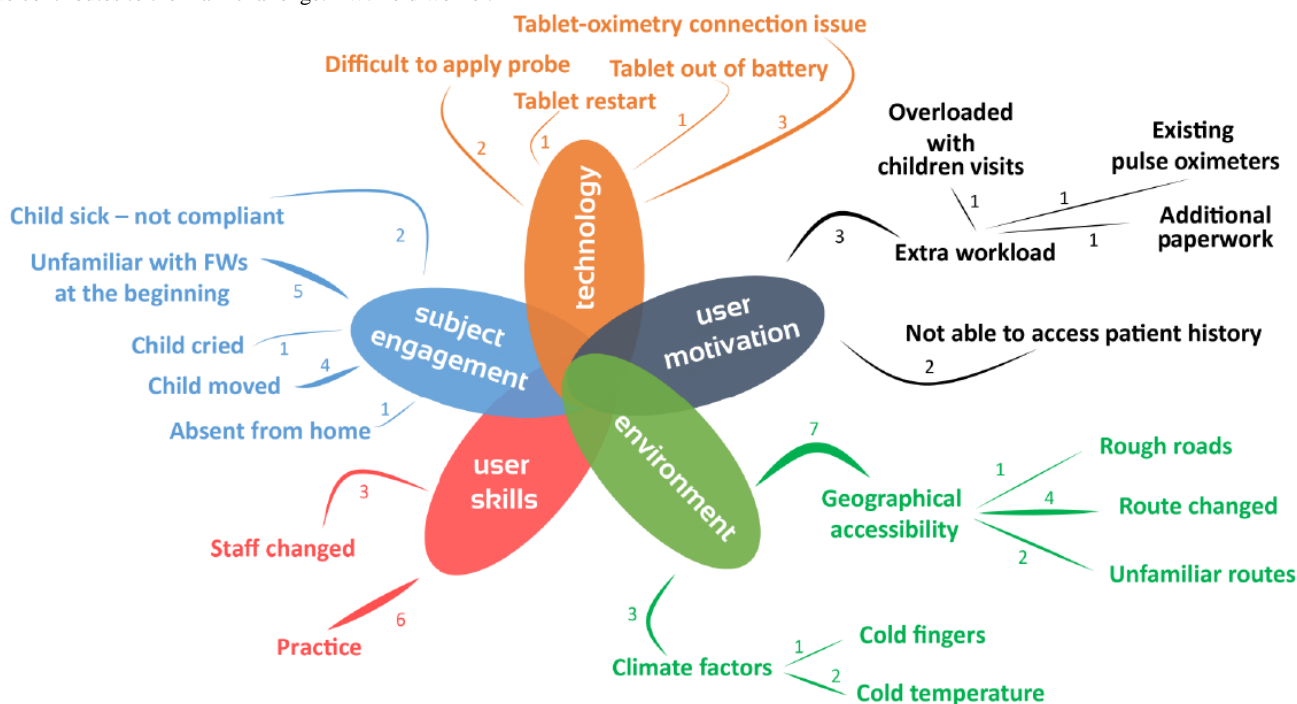 Tablet-oximetry connection issue
Difficult to apply probe
Tablet out of battery
Tablet restart
2
1
1
3
technology
Overloaded
with
children visits
Existing
pulse oximeters
Additional
paperwork
1
1
1
Extra workload
3
user
motivation
Not able to access patient history
2
Child sick – not compliant
2
Unfamiliar with FWs
at the beginning
5
subject
engagement
Child cried
1
Child moved
4
Absent from home
1
user
skills
Staff changed
3
Practice
6
environment
7
Geographical
accessibility
Rough roads
1
Route changed
4
Unfamiliar routes
2
3
Climate factors
Cold fingers
1
Cold temperature
2